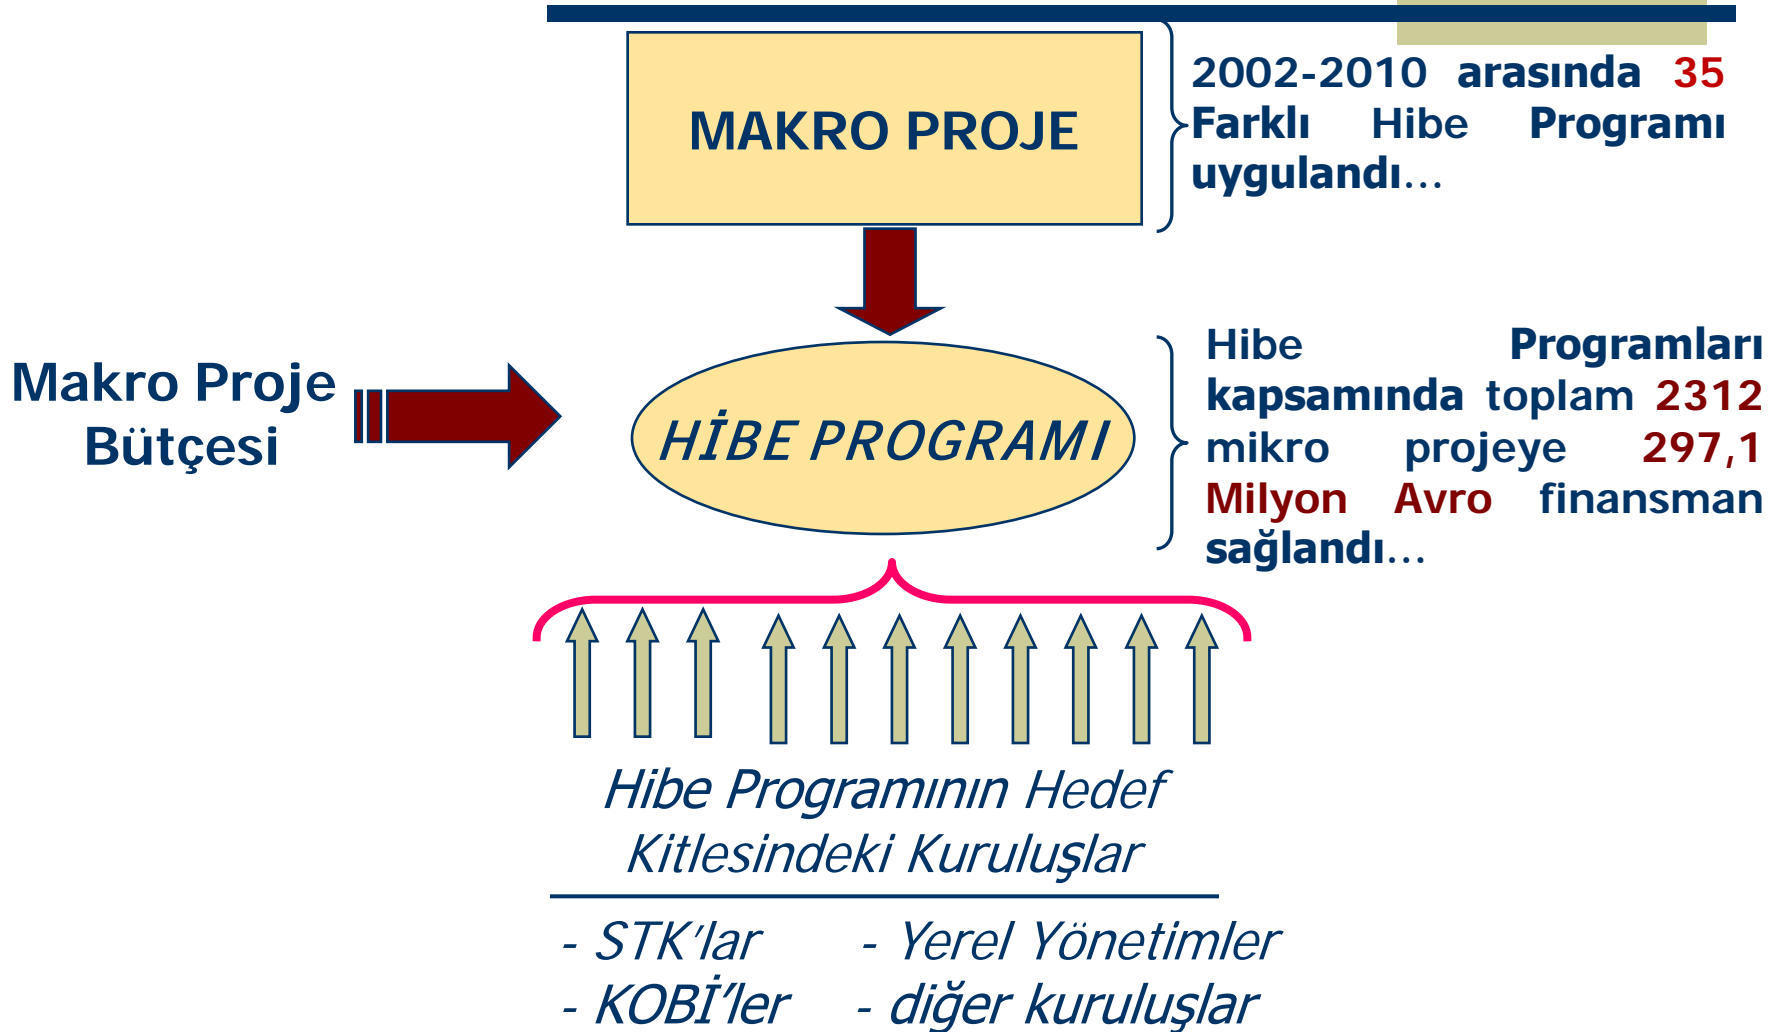 MAKRO PROJE
2002-2010 arasında 35
Farklı Hibe Programı
uygulandı...
Makro Proje
Bütçesi
HİBE PROGRAMI
Hibe Programları
kapsamında toplam 2312
mikro projeye 297,1
Milyon Avro finansman
sağlandı...
Hibe Programının Hedef
Kitlesindeki Kuruluşlar
- STK'lar - Yerel Yönetimler
- KOBİ'ler - diğer kuruluşlar